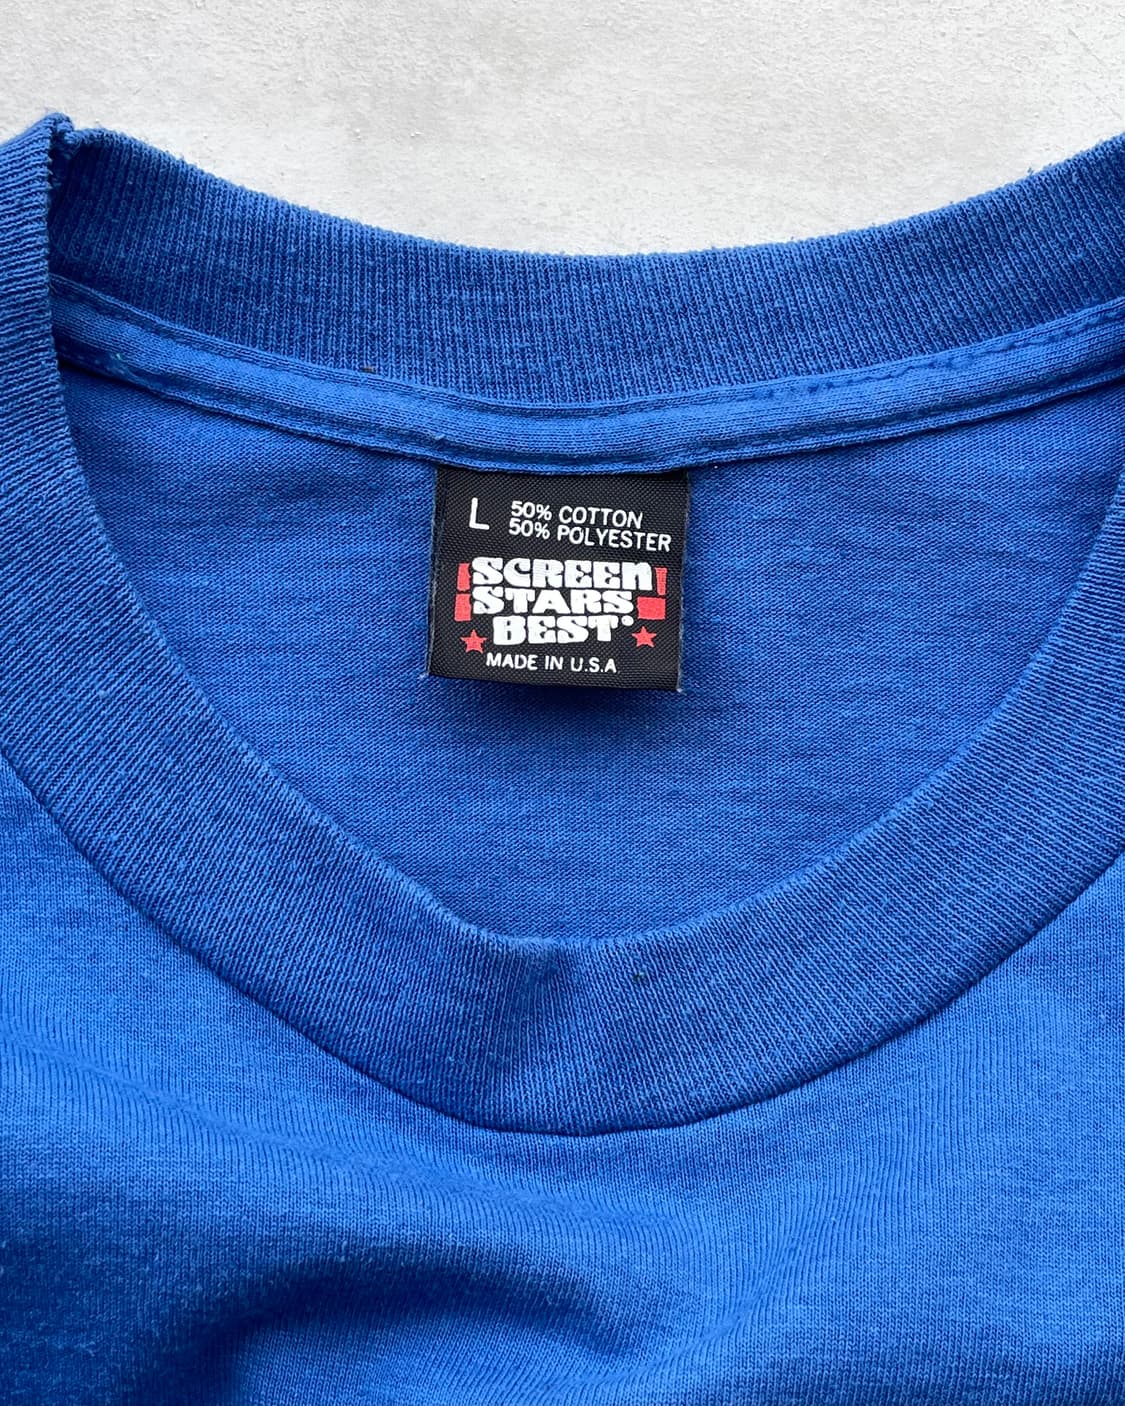 L 50% COTTON
50% POLYESTER
SCREEN
STARS
BEST®
MADE IN U.S.A